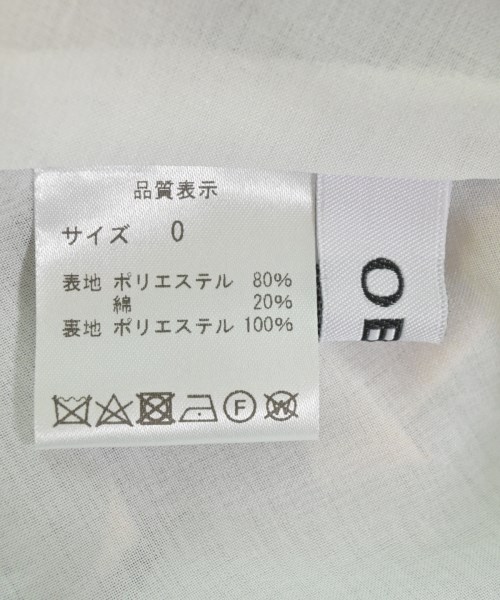 品質表示
サイズ 0
表地 ポリエステル 80%
綿 20%
裏地 ポリエステル 100%
F
W
OE